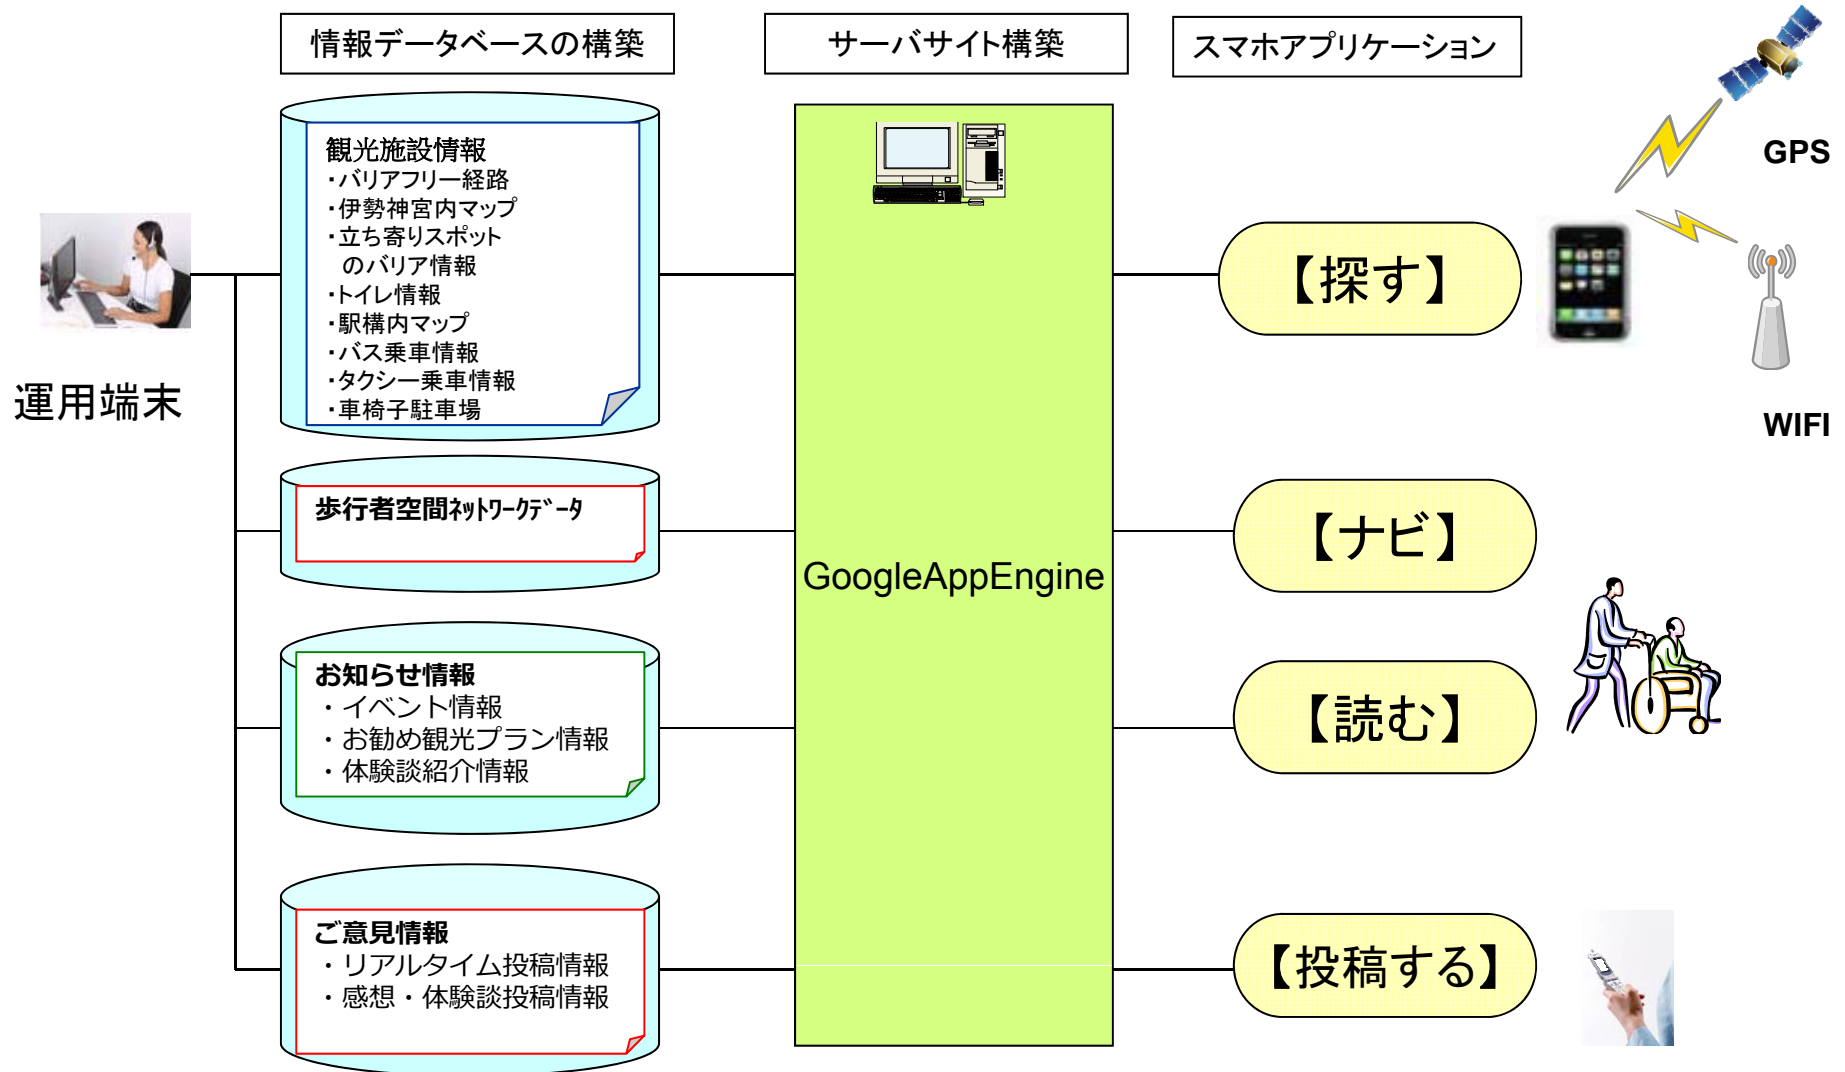 情報データベースの構築
サーバサイト構築
スマホアプリケーション
観光施設情報
・バリアフリー経路
・伊勢神宮内マップ
・立ち寄りスポット
のバリア情報
・トイレ情報
・駅構内マップ
・バス乗車情報
・タクシー乗車情報
・車椅子駐車場
運用端末
歩行者空間ﾈｯﾄﾜｰｸﾃﾞｰﾀ
お知らせ情報
・イベント情報
・お勧め観光プラン情報
・体験談紹介情報
ご意見情報
・リアルタイム投稿情報
・感想・体験談投稿情報
GoogleAppEngine
【探す】
【ナビ】
【読む】
【投稿する】
GPS
WIFI